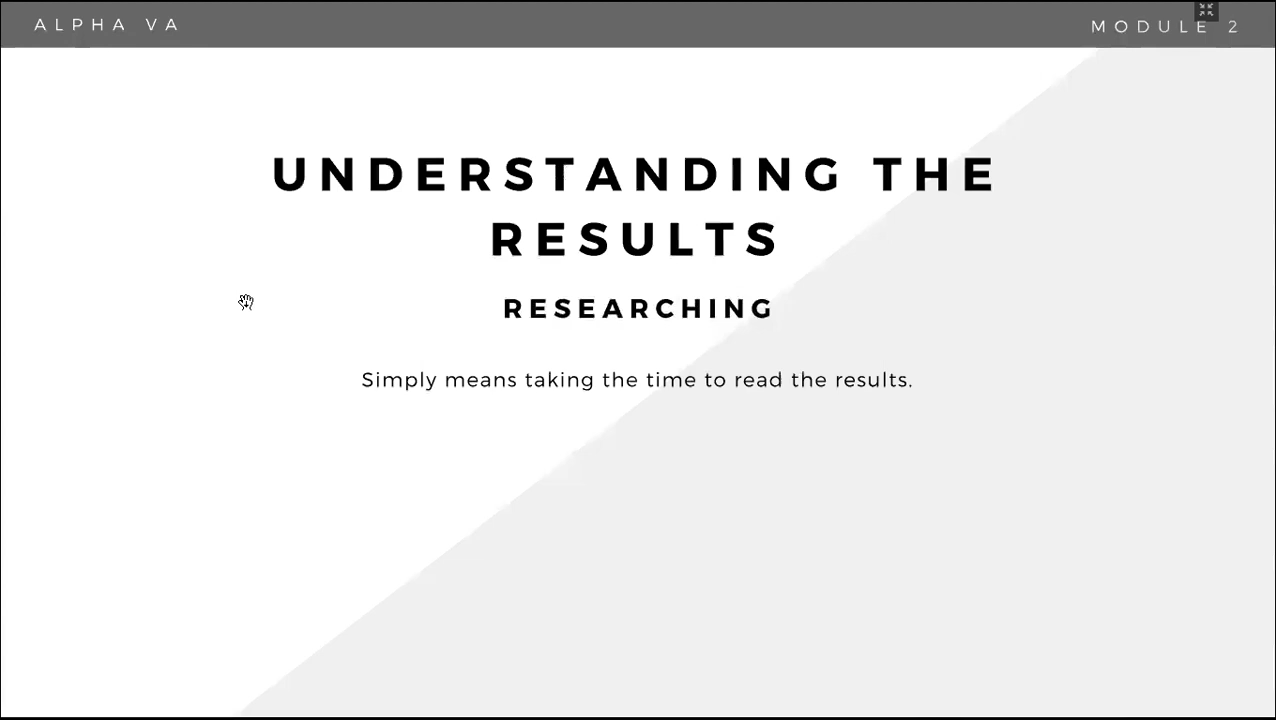 ALPHA VA
MODULE 2
UNDERSTANDING THE
RESULTS
RESEARCHING
Simply means taking the time to read the results.